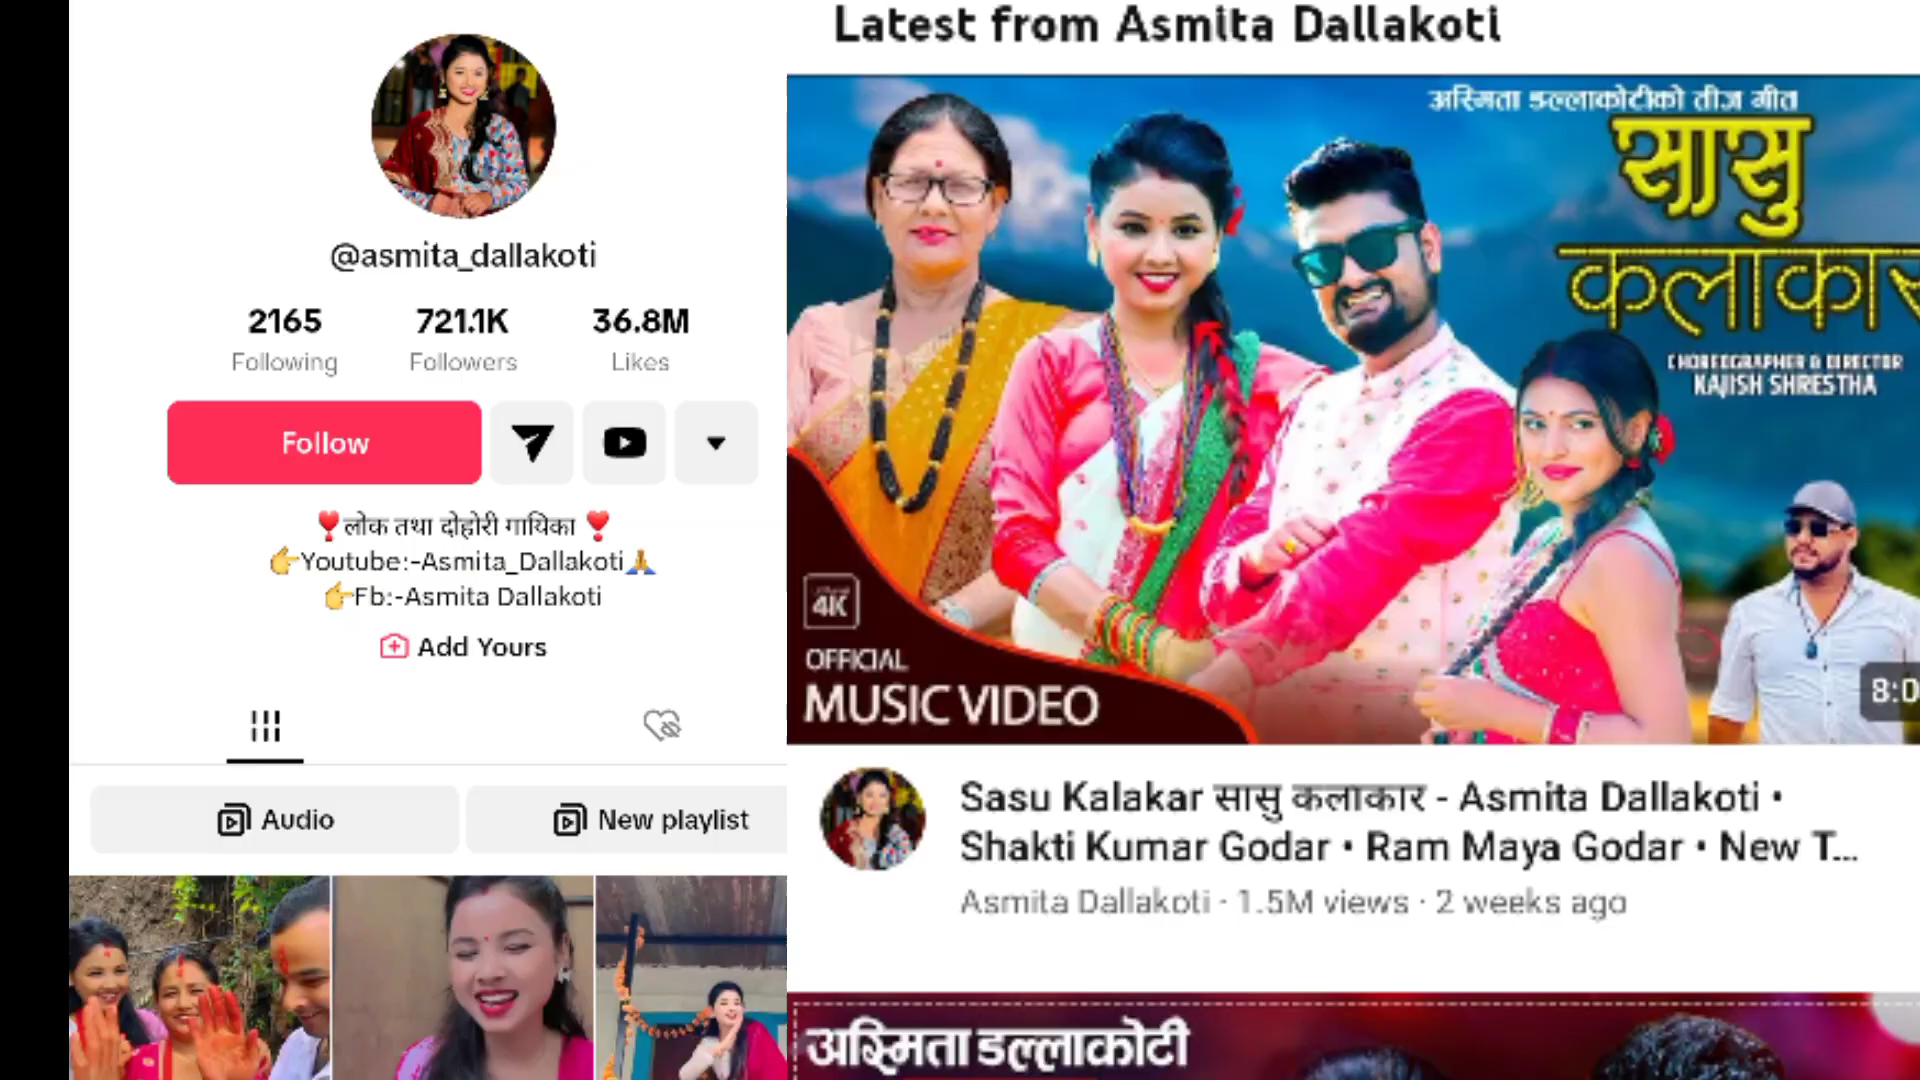 @asmita_dallakoti
2165
Following
721.1K
Followers
36.8M
Likes
Follow
❣️लोक तथा दोहोरी गायिका ❣️
👉Youtube:-Asmita_Dallakoti🙏
👉Fb:-Asmita Dallakoti
Add Yours
Audio
New playlist
Latest from Asmita Dallakoti
अस्मिता डल्लाकोटीको तीज गीत
सासु
कलाकार
CHOREOGRAPHER & DIRECTOR
KAJISH SHRESTHA
4K
OFFICIAL
MUSIC VIDEO
8:0
Sasu Kalakar सासु कलाकार - Asmita Dallakoti •
Shakti Kumar Godar • Ram Maya Godar • New T...
Asmita Dallakoti · 1.5M views · 2 weeks ago
अस्मिता डल्लाकोटी